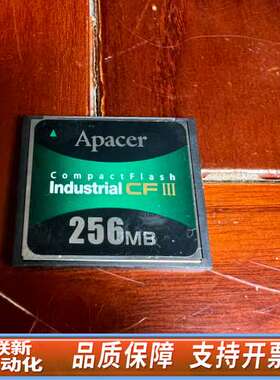 Apacer
CompactFlash
Industrial CF III
256MB
联新
动化
品质保障 支持开票